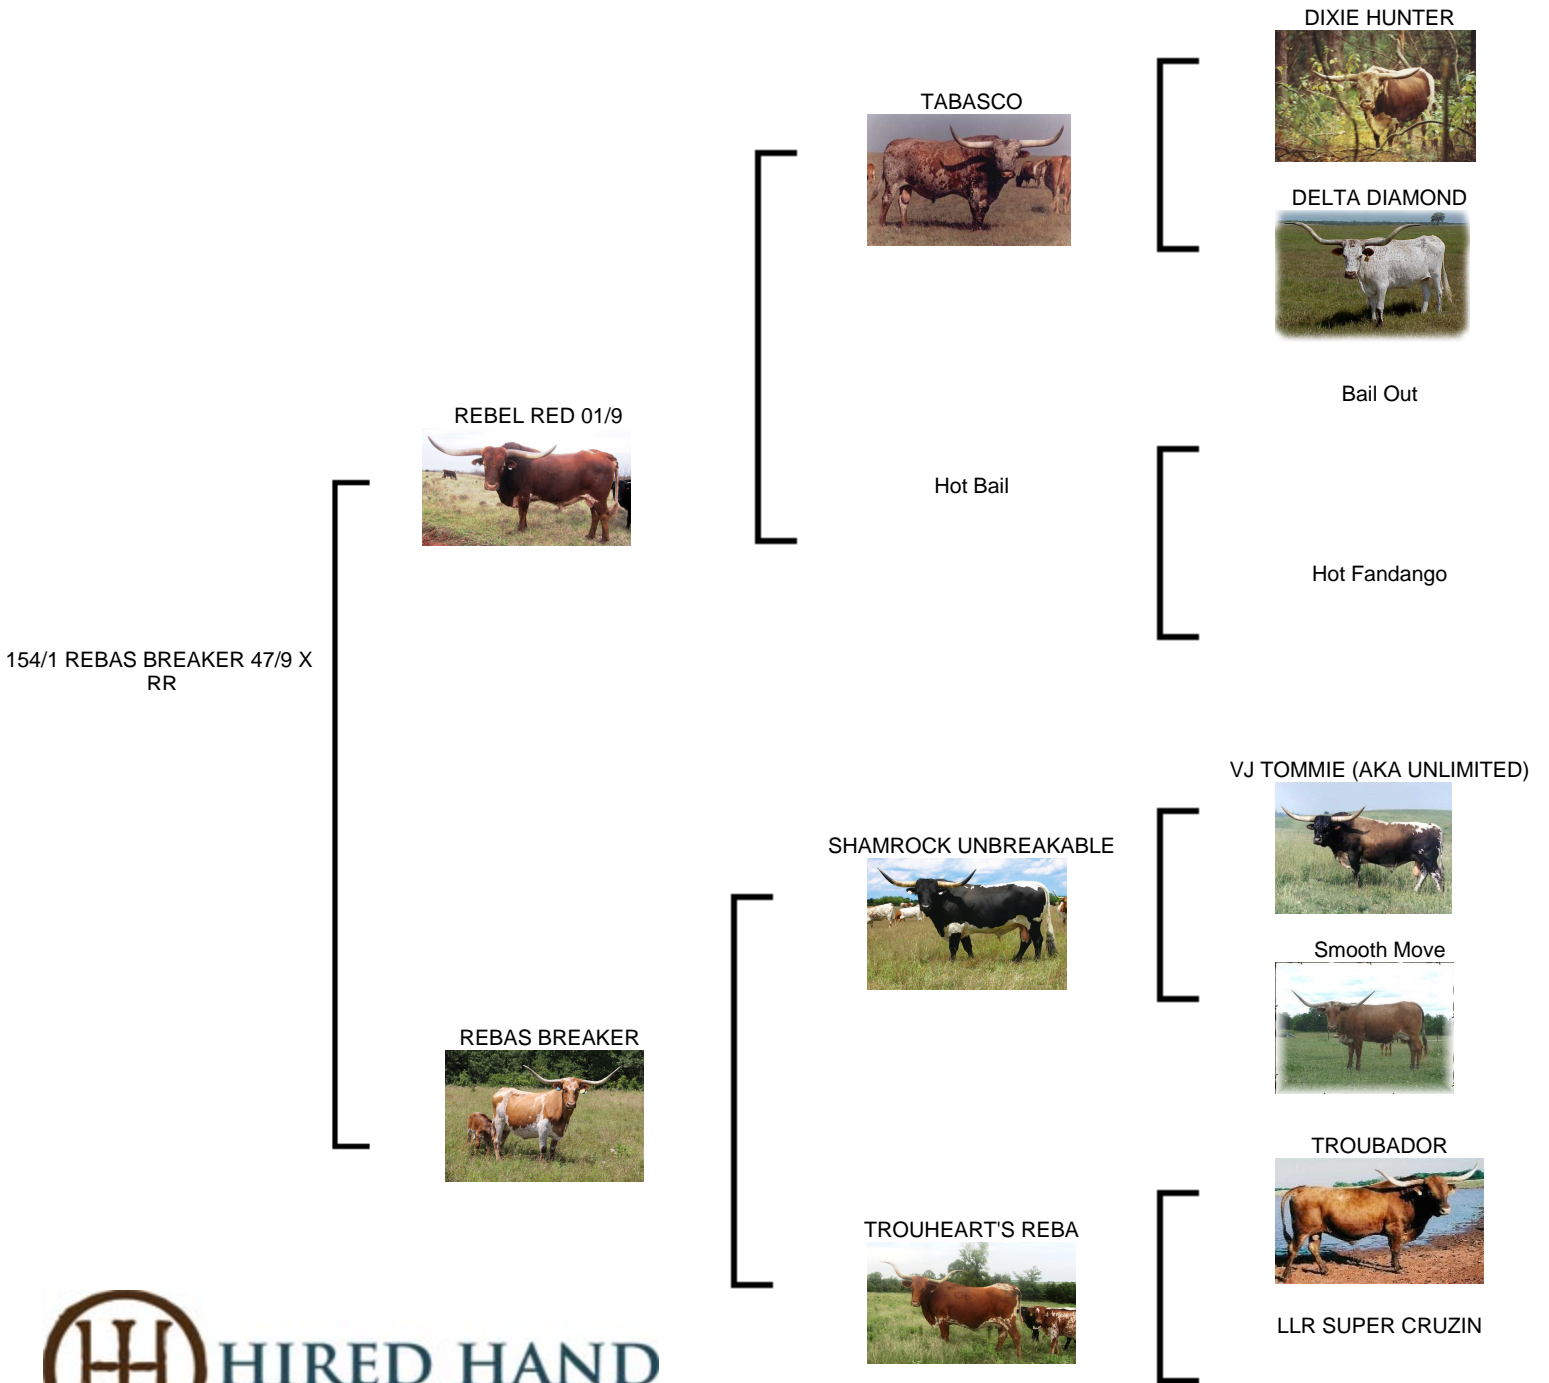 DIXIE HUNTER
TABASCO
DELTA DIAMOND
Bail Out
REBEL RED 01/9
Hot Bail
Hot Fandango
154/1 REBAS BREAKER 47/9 X
RR
VJ TOMMIE (AKA UNLIMITED)
SHAMROCK UNBREAKABLE
Smooth Move
REBAS BREAKER
TROUBADOR
TROUHEART'S REBA
LLR SUPER CRUZIN
HIRED HAND